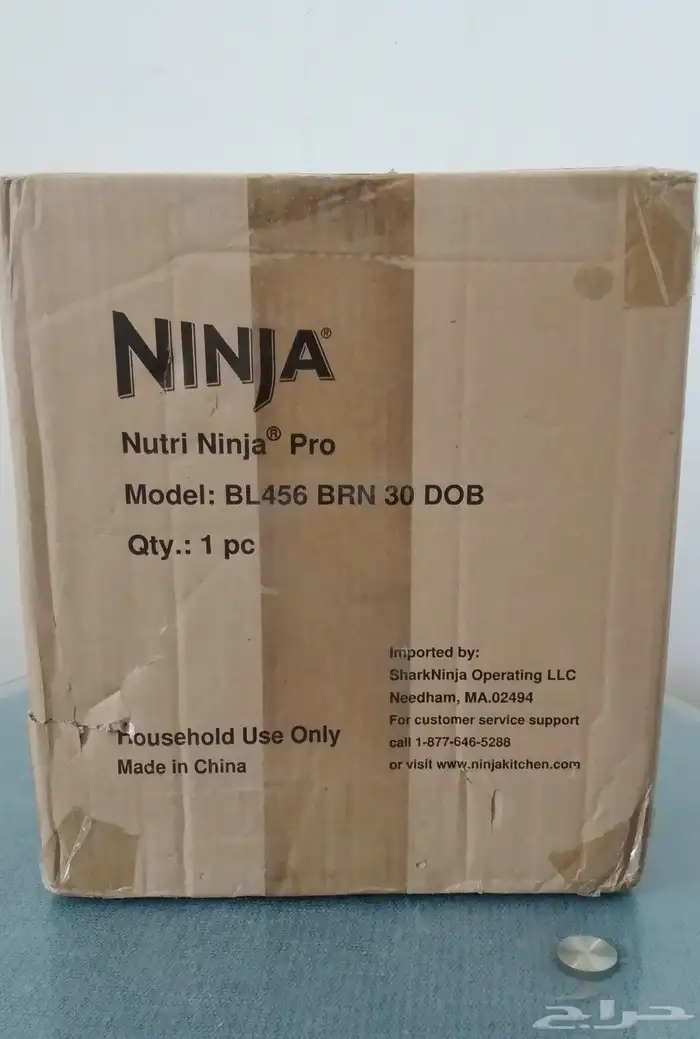 NINJA®
Nutri Ninja® Pro
Model: BL456 BRN 30 DOB
Qty.: 1 pc
Imported by:
SharkNinja Operating LLC
Needham, MA.02494
For customer service support
call 1-877-646-5288
or visit www.ninjakitchen.com
Household Use Only
Made in China
حراج